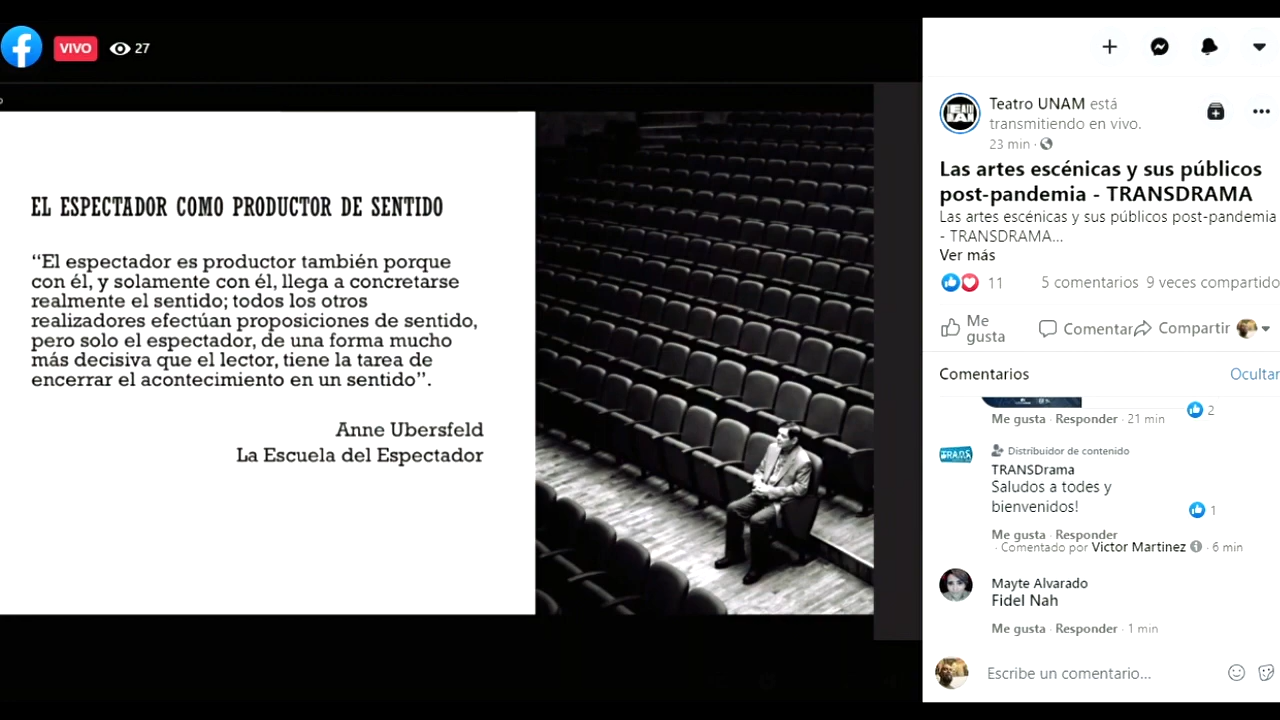 VIVO
27
EL ESPECTADOR COMO PRODUCTOR DE SENTIDO
“El espectador es productor también porque
con él, y solamente con él, llega a concretarse
realmente el sentido; todos los otros
realizadores efectúan proposiciones de sentido,
pero solo el espectador, de una forma mucho
más decisiva que el lector, tiene la tarea de
encerrar el acontecimiento en un sentido”.
Anne Ubersfeld
La Escuela del Espectador
Teatro UNAM está
transmitiendo en vivo.
23 min ·
Las artes escénicas y sus públicos
post-pandemia - TRANSDRAMA
Las artes escénicas y sus públicos post-pandemia
- TRANSDRAMA...
Ver más
11 5 comentarios 9 veces compartido
Me gusta Comentar Compartir
Comentarios Ocultar
Me gusta · Responder · 21 min 2
Distribuidor de contenido
TRANSDrama
Saludos a todes y
bienvenidos!
1
Me gusta · Responder
· Comentado por Victor Martinez · 6 min
Mayte Alvarado
Fidel Nah
Me gusta · Responder · 1 min
Escribe un comentario...